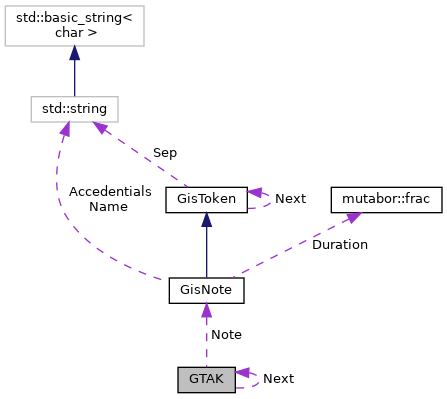 std::basic_string<
char >
std::string
Sep
Accedentials
Name
GisToken
Next
mutabor::frac
Duration
GisNote
Note
GTAK
Next